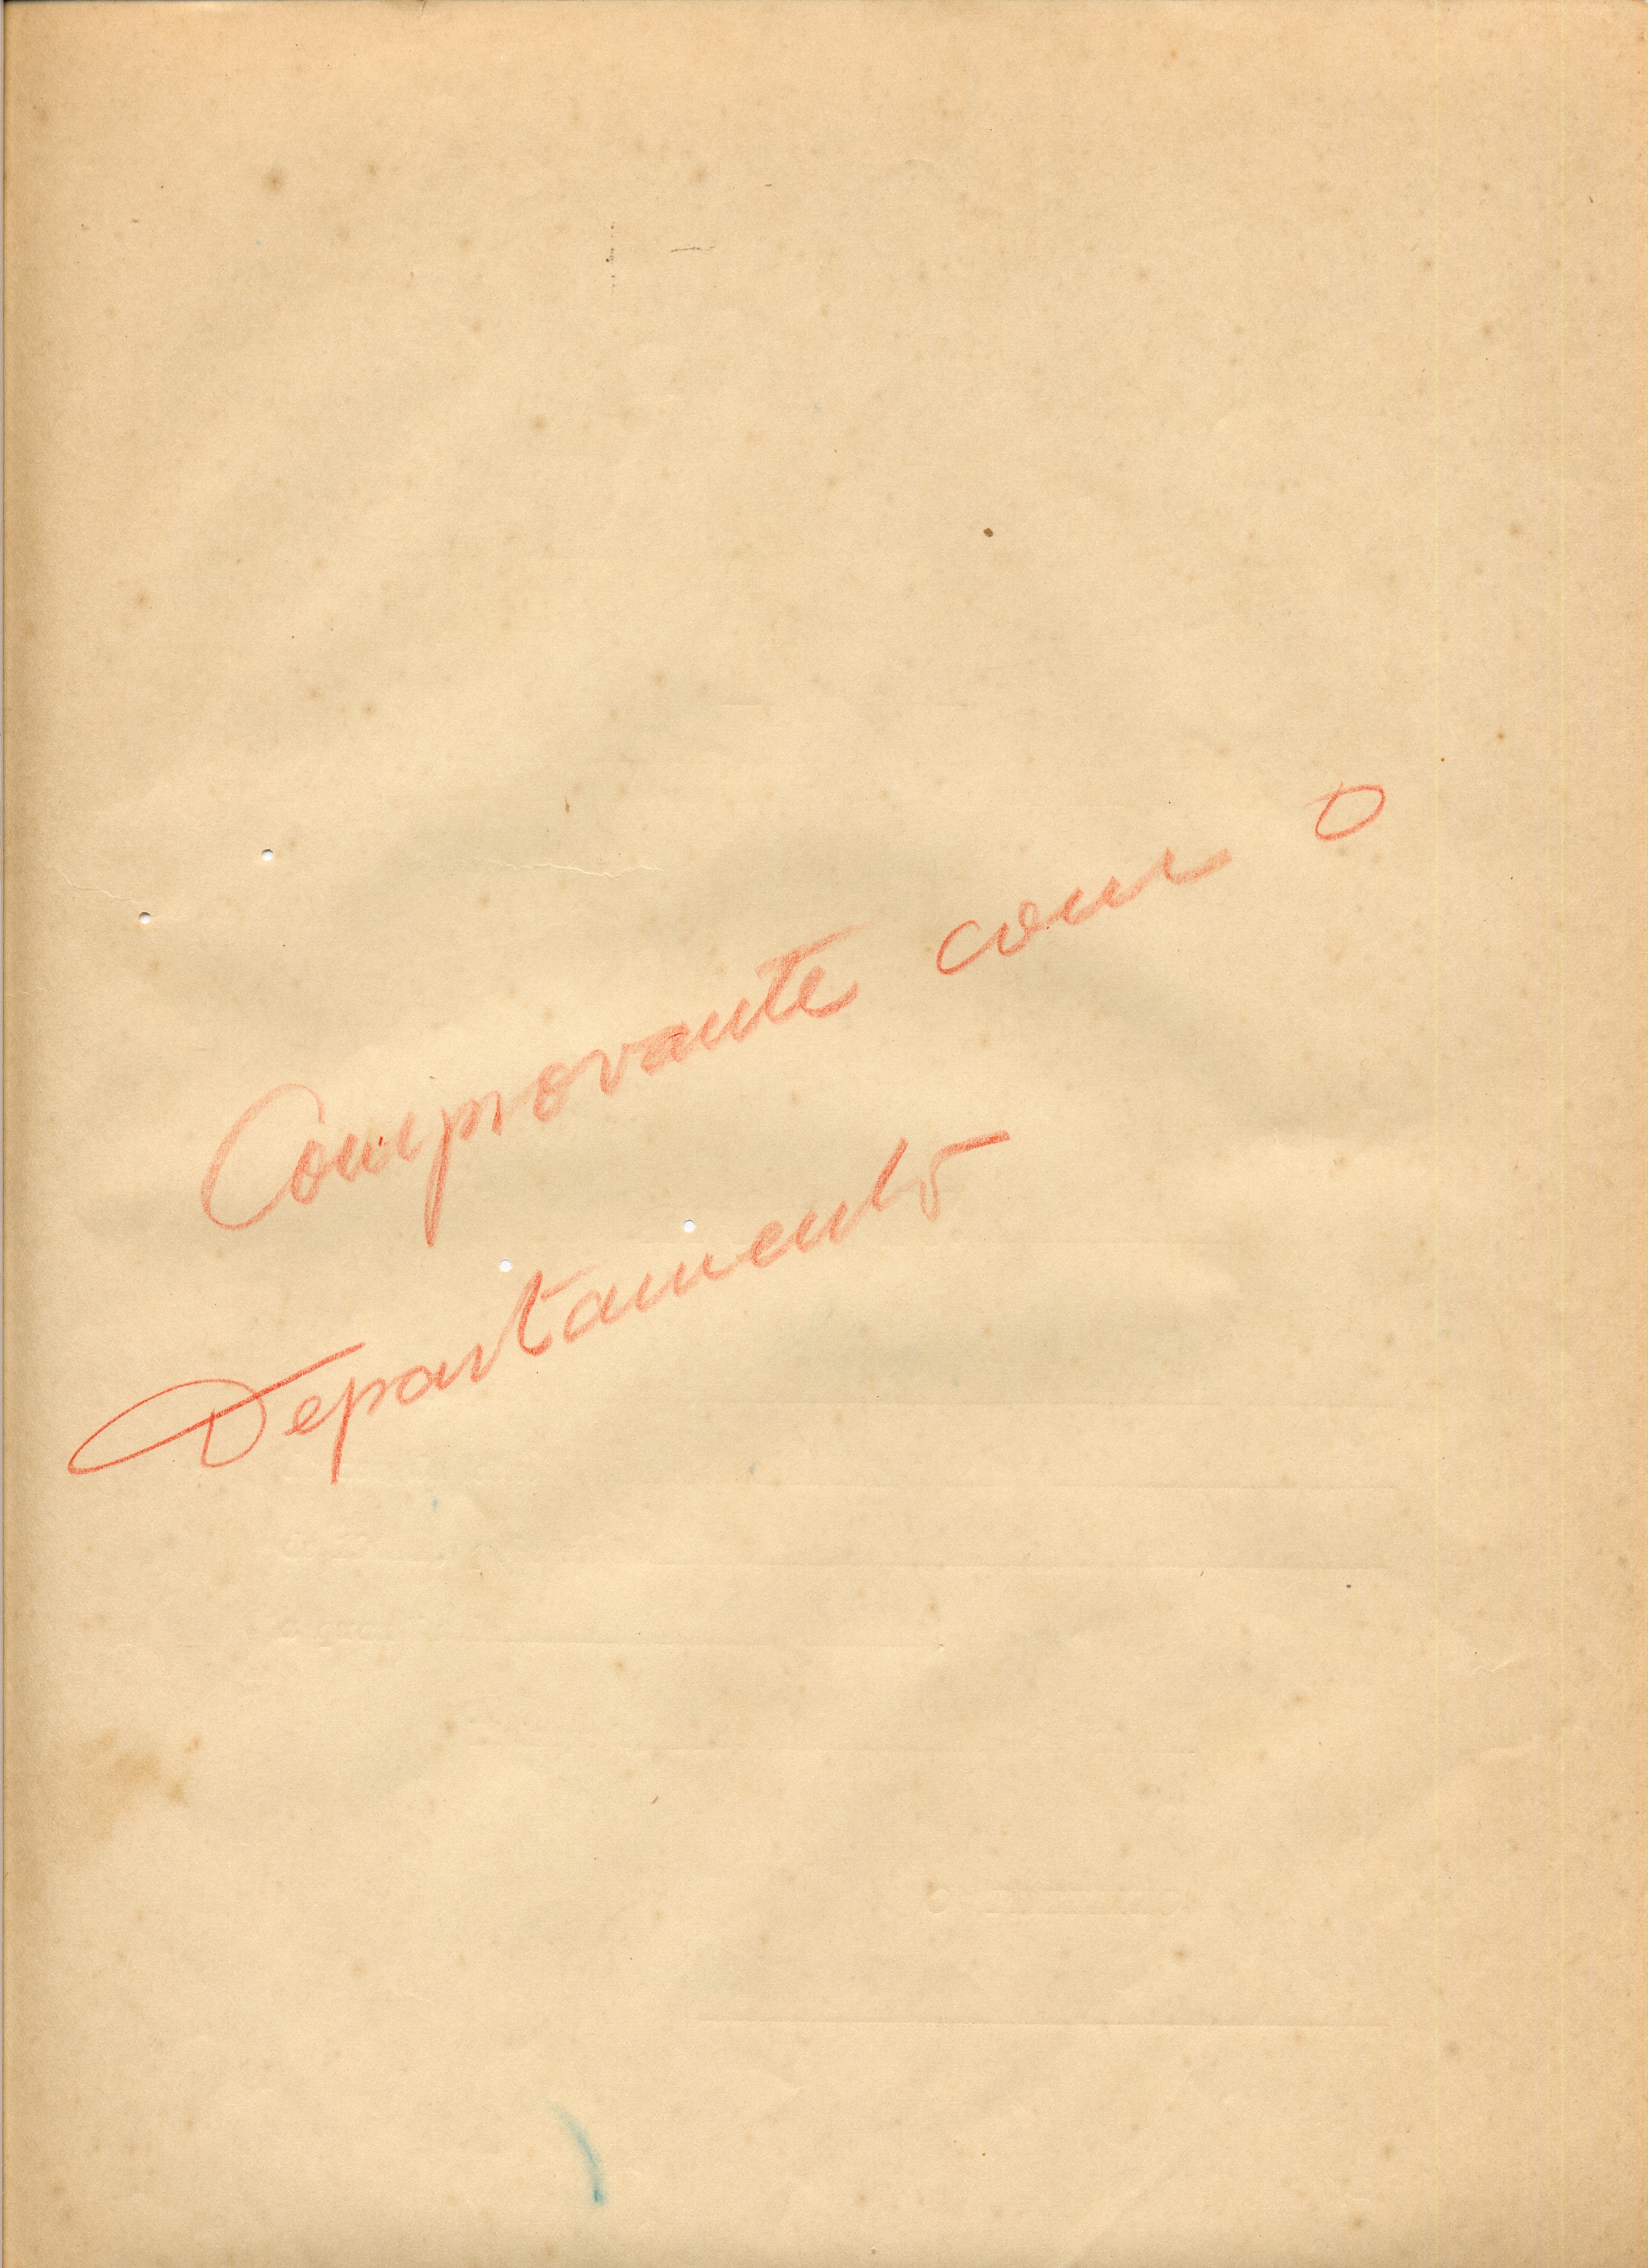 Comprovante com o
Departamento